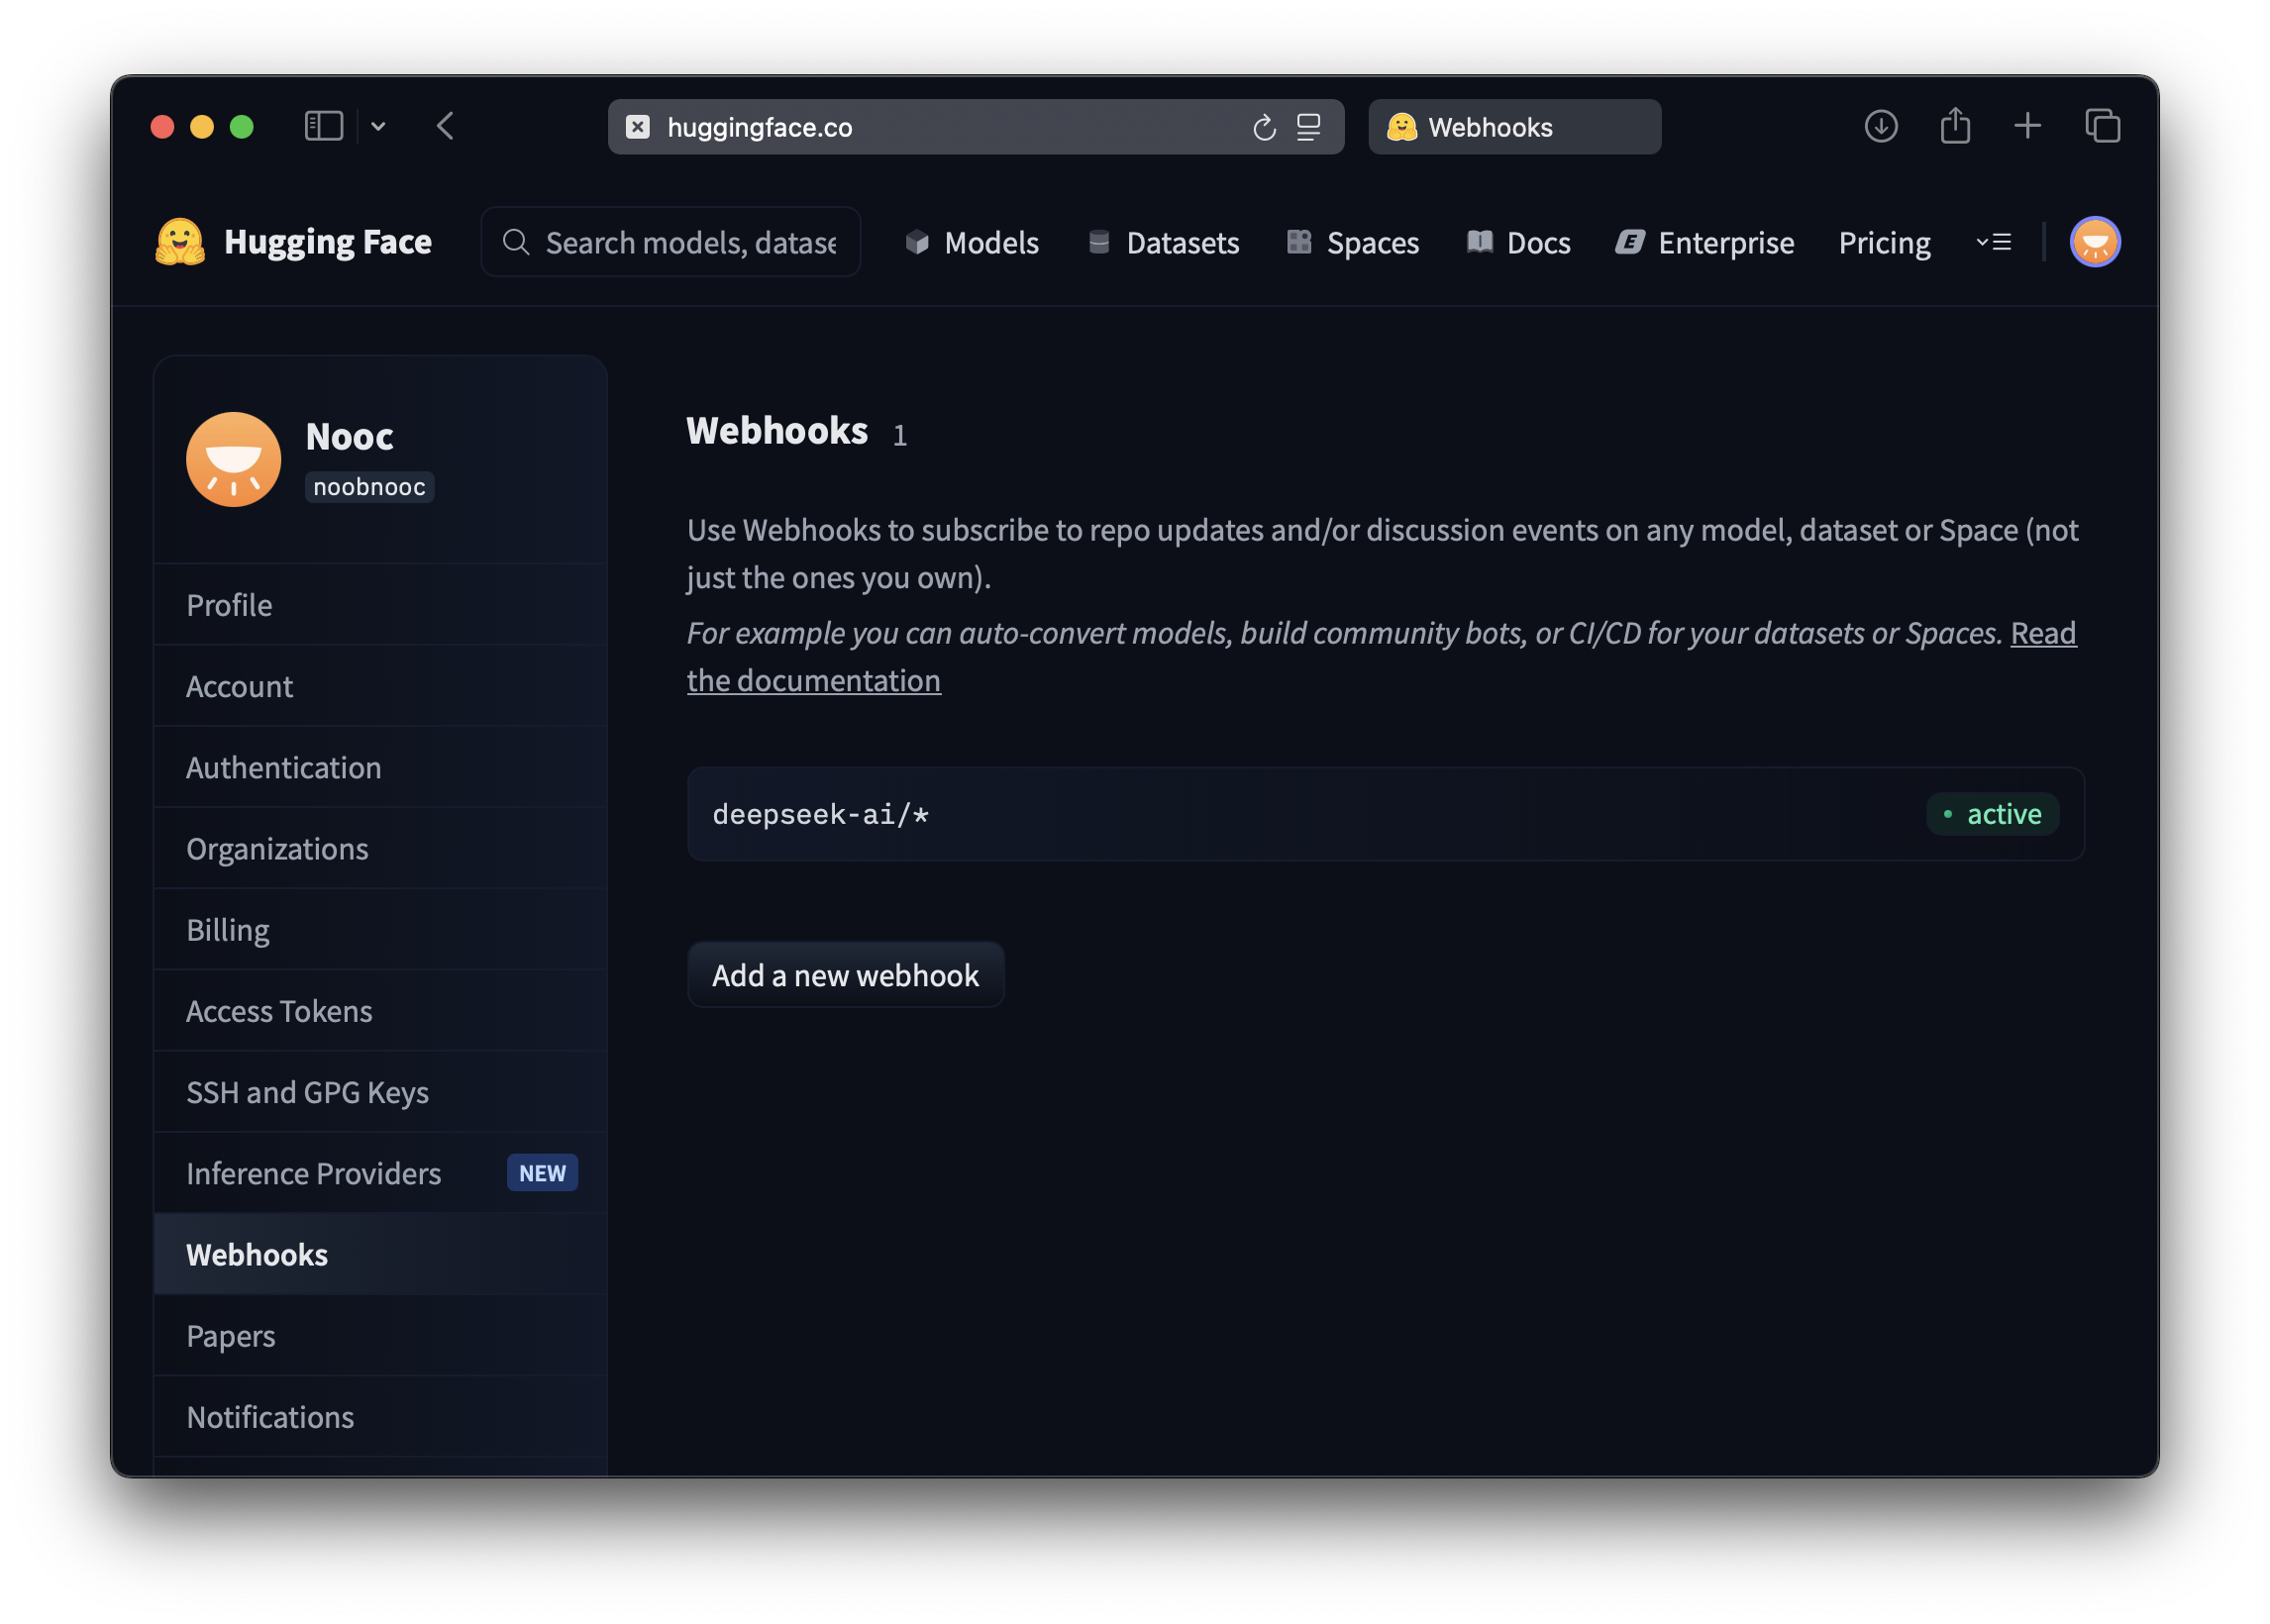 huggingface.co
Webhooks
Hugging Face
Search models, datase
Models
Datasets
Spaces
Docs
Enterprise
Pricing
Nooc
noobnooc
Profile
Account
Authentication
Organizations
Billing
Access Tokens
SSH and GPG Keys
Inference Providers NEW
Webhooks
Papers
Notifications
Webhooks 1
Use Webhooks to subscribe to repo updates and/or discussion events on any model, dataset or Space (not
just the ones you own).
For example you can auto-convert models, build community bots, or CI/CD for your datasets or Spaces. Read
the documentation
deepseek-ai/*
active
Add a new webhook